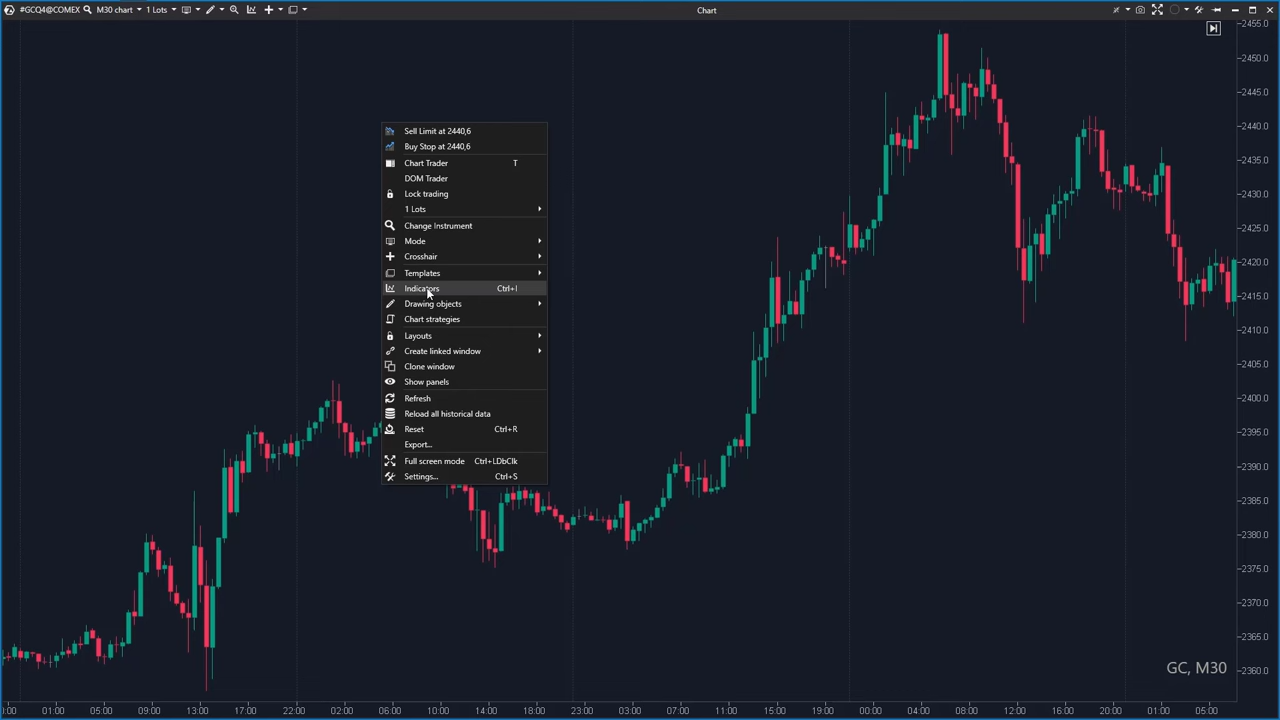 #GCQ4@COMEX M30 chart 1 Lots Chart
Sell Limit at 2440,6
Buy Stop at 2440,6
Chart Trader T
DOM Trader
Lock trading
1 Lots
Change Instrument
Mode
Crosshair
Templates
Indicators Ctrl+I
Drawing objects
Chart strategies
Layouts
Create linked window
Clone window
Show panels
Refresh
Reload all historical data
Reset Ctrl+R
Export...
Full screen mode Ctrl+LDbClk
Settings... Ctrl+S
2455.0
2450.0
2445.0
2440.0
2435.0
2430.0
2425.0
2420.0
2415.0
2410.0
2405.0
2400.0
2395.0
2390.0
2385.0
2380.0
2375.0
2370.0
2365.0
2360.0
GC, M30
:00 01:00 05:00 09:00 13:00 22:00 02:00 06:00 10:00 14:00 18:00 23:00 03:00 07:00 11:00 15:00 19:00 00:00 04:00 08:00 12:00 16:00 20:00 01:00 05:00